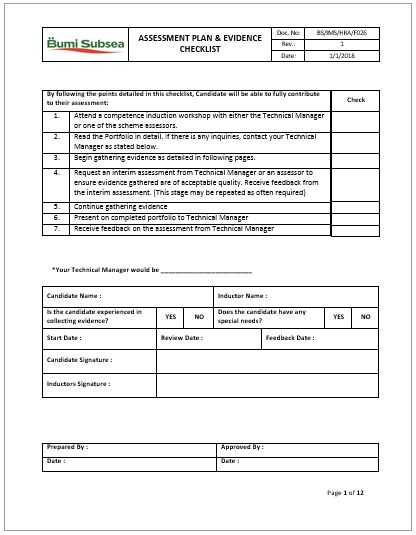 Bumi Subsea
ASSESSMENT PLAN & EVIDENCE
CHECKLIST
Doc. No: BS/IMS/HRA/F026
Rev.: 1
Date: 1/1/2018
By following the points detailed in this checklist, Candidate will be able to fully contribute
to their assessment:
Check
1. Attend a competence induction workshop with either the Technical Manager
or one of the scheme assessors.
2. Read the Portfolio in detail. If there is any inquiries, contact your Technical
Manager as stated below.
3. Begin gathering evidence as detailed in following pages.
4. Request an interim assessment from Technical Manager or an assessor to
ensure evidence gathered are of acceptable quality. Receive feedback from
the interim assessment. (This stage may be repeated as often required)
5. Continue gathering evidence
6. Present on completed portfolio to Technical Manager
7. Receive feedback on the assessment from Technical Manager
*Your Technical Manager would be ________________________
Candidate Name : Inductor Name :
Is the candidate experienced in
collecting evidence? YES NO
Does the candidate have any
special needs? YES NO
Start Date : Review Date : Feedback Date :
Candidate Signature :
Inductors Signature :
Prepared By : Approved By :
Date : Date :
Page 1 of 12